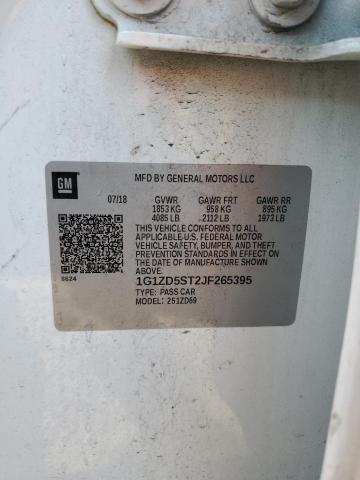 GM
MFD BY GENERAL MOTORS LLC
07/18 GVWR GAWR FRT GAWR RR
1853 KG 958 KG 895 KG
4085 LB 2112 LB 1973 LB
THIS VEHICLE CONFORMS TO ALL
APPLICABLE U.S. FEDERAL MOTOR
VEHICLE SAFETY, BUMPER, AND THEFT
PREVENTION STANDARDS IN EFFECT ON
THE DATE OF MANUFACTURE SHOWN
ABOVE.
8624
1G1ZD5ST2JF265395
TYPE: PASS CAR
MODEL: 251ZD69